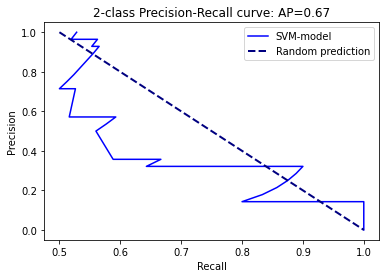 2-class Precision-Recall curve: AP=0.67
SVM-model
Random prediction
Precision
1.0
0.8
0.6
0.4
0.2
0.0
0.5 0.6 0.7 0.8 0.9 1.0
Recall